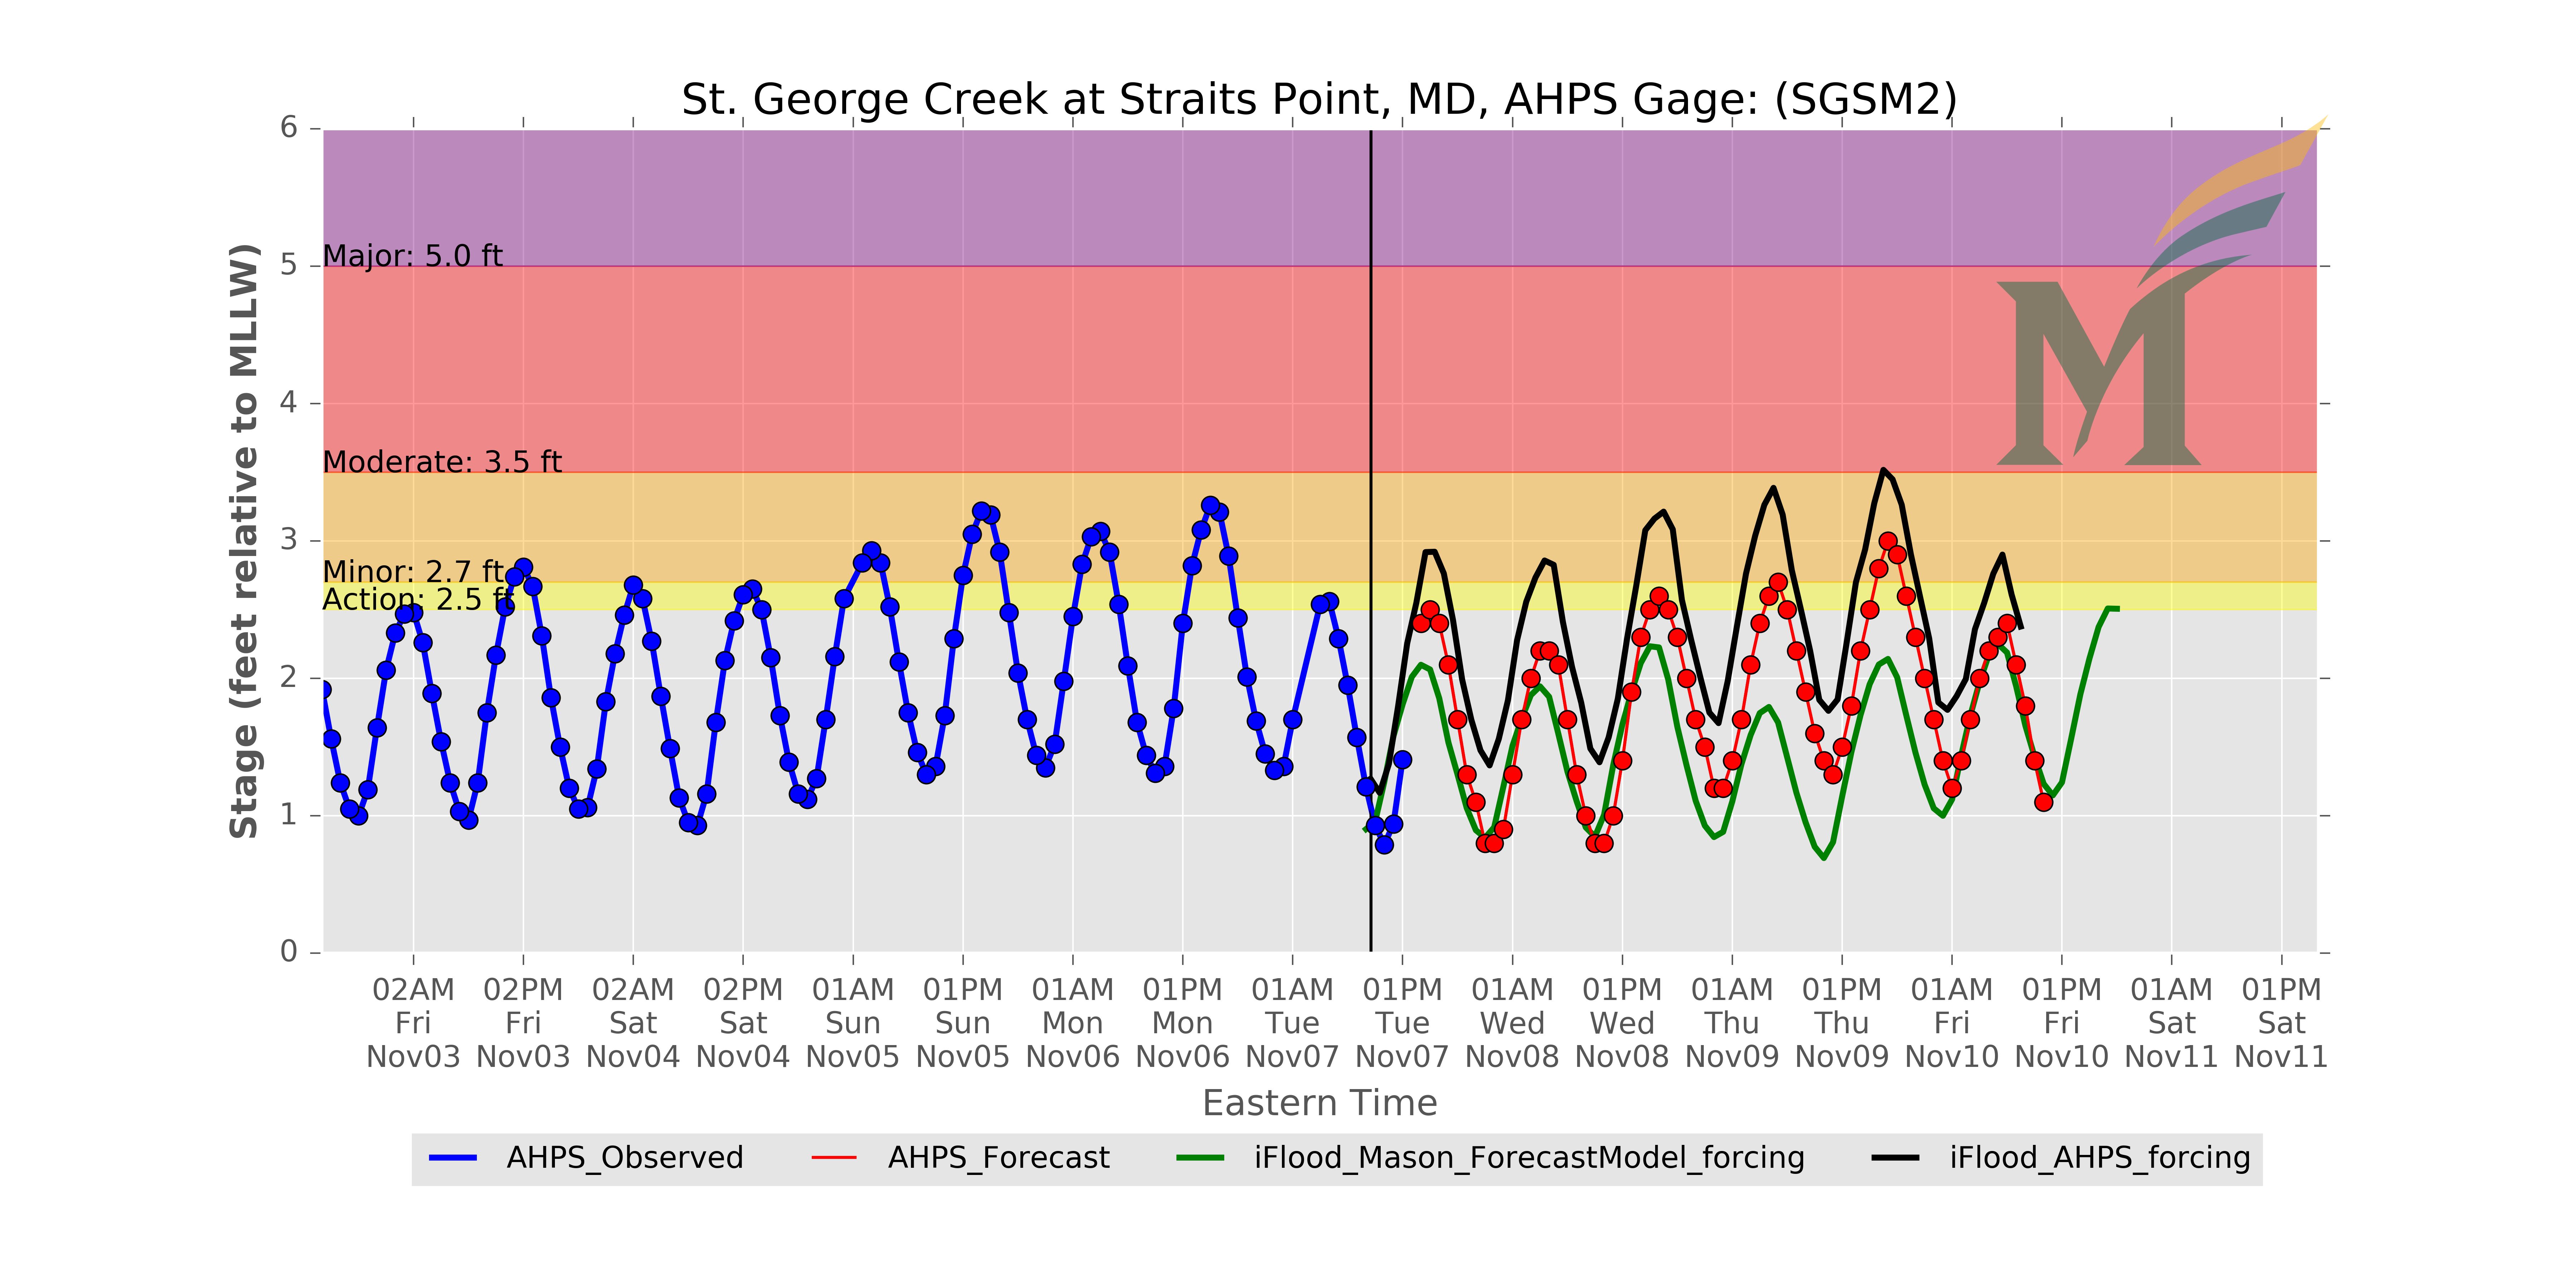 St. George Creek at Straits Point, MD, AHPS Gage: (SGSM2)
Stage (feet relative to MLLW)
6
5
4
3
2
1
0
Major: 5.0 ft
Moderate: 3.5 ft
Minor: 2.7 ft
Action: 2.5 ft
02AM 02PM 02AM 02PM 01AM 01PM 01AM 01PM 01AM 01PM 01AM 01PM 01AM 01PM 01AM 01PM 01AM 01PM
Fri Fri Sat Sat Sun Sun Mon Mon Tue Tue Wed Wed Thu Thu Fri Fri Sat Sat
Nov03 Nov03 Nov04 Nov04 Nov05 Nov05 Nov06 Nov06 Nov07 Nov07 Nov08 Nov08 Nov09 Nov09 Nov10 Nov10 Nov11 Nov11
Eastern Time
AHPS_Observed AHPS_Forecast iFlood_Mason_ForecastModel_forcing iFlood_AHPS_forcing
M